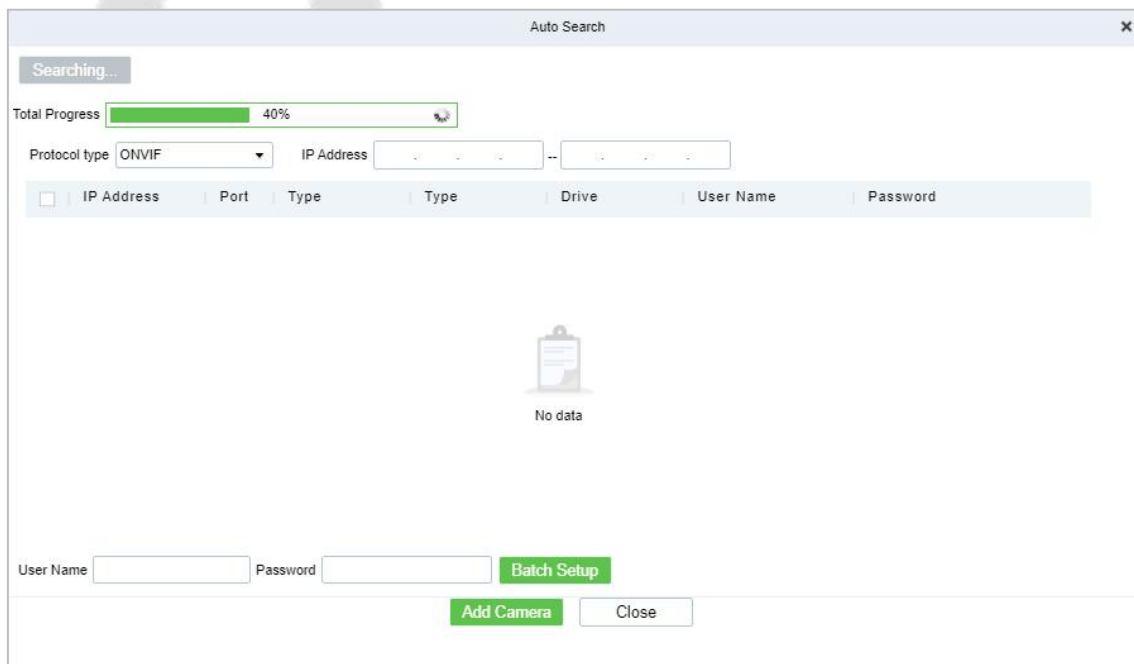 Auto Search
Searching...
Total Progress 40%
Protocol type ONVIF IP Address . . . -- . . .
IP Address Port Type Type Drive User Name Password
No data
User Name Password Batch Setup
Add Camera Close